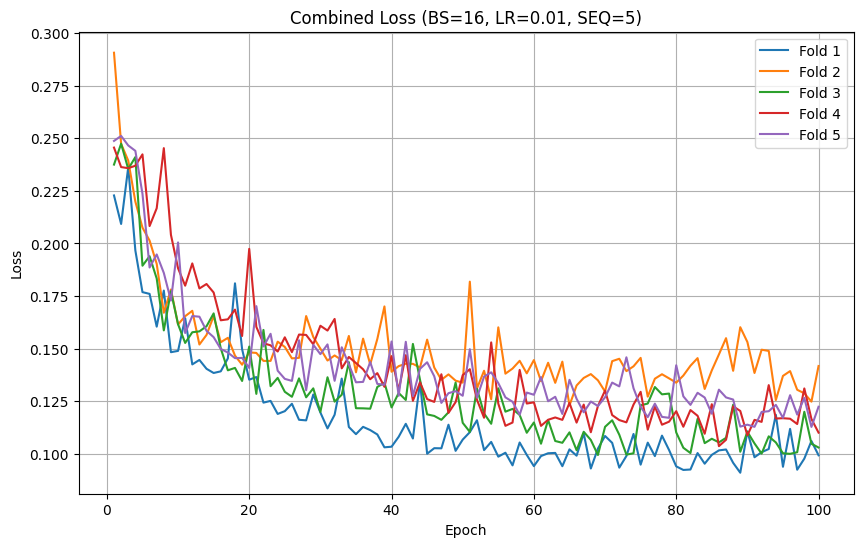 Combined Loss (BS=16, LR=0.01, SEQ=5)
Loss
0.300
0.275
0.250
0.225
0.200
0.175
0.150
0.125
0.100
Fold 1
Fold 2
Fold 3
Fold 4
Fold 5
0
20
40
60
80
100
Epoch